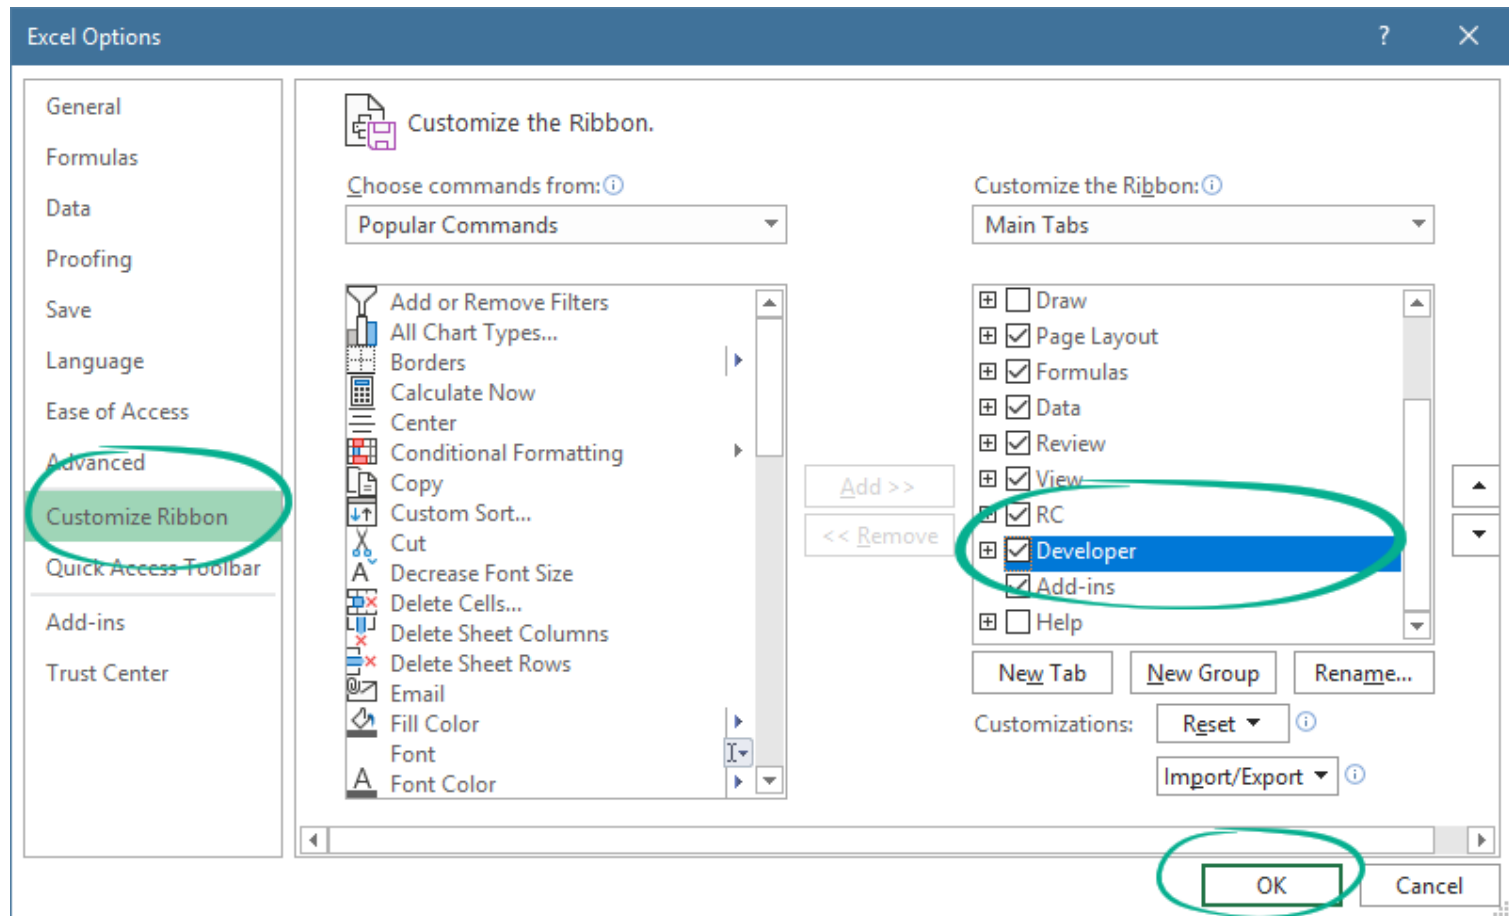 Excel Options
?
General
Formulas
Data
Proofing
Save
Language
Ease of Access
Advanced
Customize Ribbon
Quick Access Toolbar
Add-ins
Trust Center
Customize the Ribbon.
Choose commands from:
Popular Commands
Add or Remove Filters
All Chart Types...
Borders
Calculate Now
Center
Conditional Formatting
Copy
Custom Sort...
Cut
Decrease Font Size
Delete Cells...
Delete Sheet Columns
Delete Sheet Rows
Email
Fill Color
Font
Font Color
Add >>
<< Remove
Customize the Ribbon:
Main Tabs
Draw
Page Layout
Formulas
Data
Review
View
RC
Developer
Add-ins
Help
New Tab New Group Rename...
Customizations: Reset
Import/Export
OK Cancel